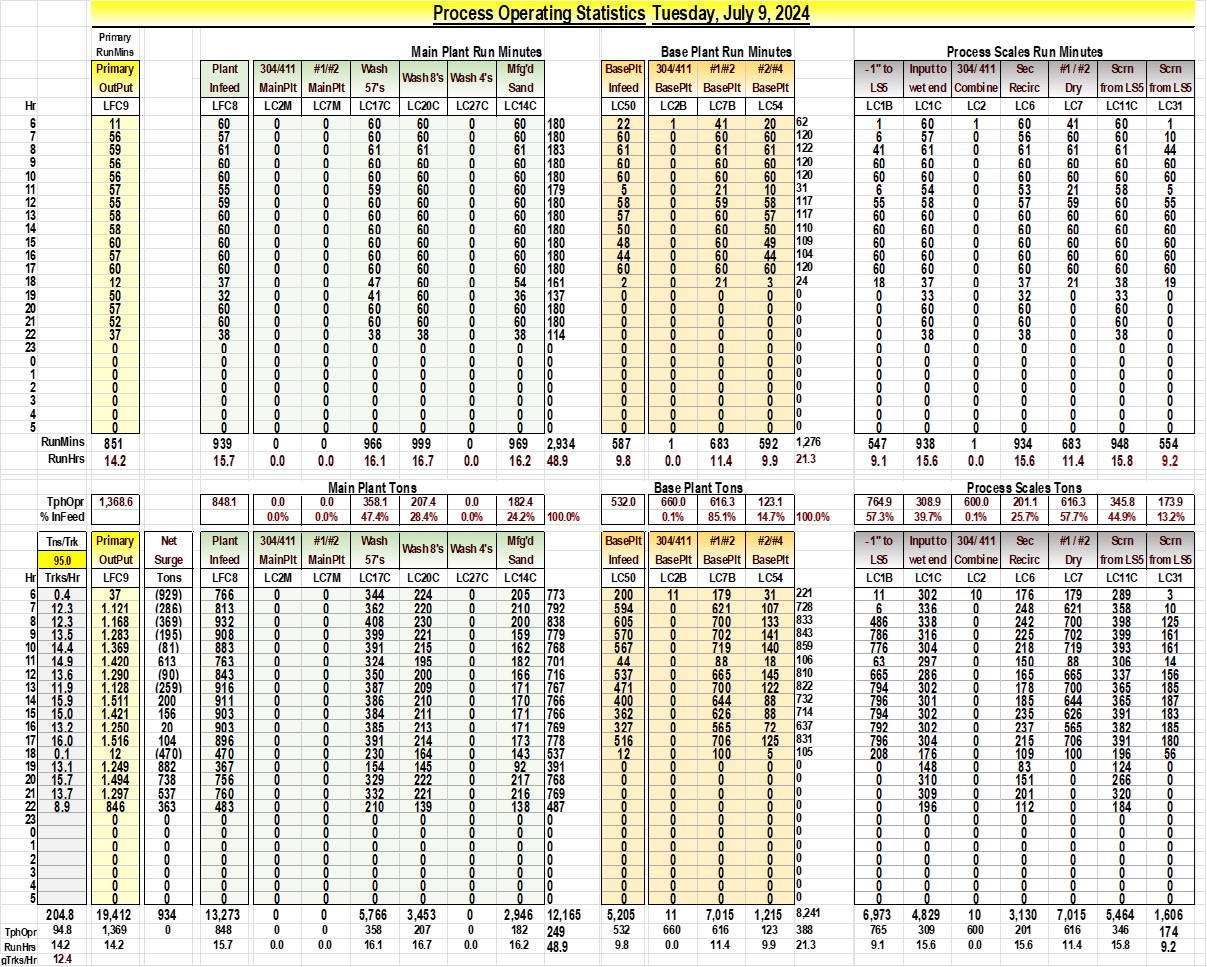 Process Operating Statistics Tuesday, July 9, 2024
Primary
RunMins Main Plant Run Minutes Base Plant Run Minutes Process Scales Run Minutes
Primary Plant 304/411 #1/#2 Wash Wash 8's Wash 4's Mfg'd BasePlt 304/411 #1/#2 #2/#4 -1" to Input to 304/ 411 Sec #1 / #2 Scrn Scrn
OutPut Infeed MainPlt MainPlt 57's Sand Infeed BasePlt BasePlt BasePlt LS5 wet end Combine Recirc Dry from LS5 from LS5
Hr LFC9 LFC8 LC2M LC7M LC17C LC20C LC27C LC14C LC50 LC2B LC7B LC54 LC1B LC1C LC2 LC6 LC7 LC11C LC31
6 11 60 0 0 60 60 0 60 180 22 1 41 20 62 1 60 1 60 41 60 1
7 56 57 0 0 60 60 0 60 180 60 0 60 60 120 6 57 0 56 60 60 10
8 59 61 0 0 61 61 0 61 183 61 0 61 61 122 41 61 0 61 61 61 44
9 56 60 0 0 60 60 0 60 180 60 0 60 60 120 60 60 0 60 60 60 60
10 56 60 0 0 60 60 0 60 180 60 0 60 60 120 60 60 0 60 60 60 60
11 57 55 0 0 59 60 0 60 179 5 0 21 10 31 6 54 0 53 21 58 5
12 55 59 0 0 60 60 0 60 180 58 0 59 58 117 55 58 0 57 59 60 55
13 58 60 0 0 60 60 0 60 180 57 0 60 57 117 60 60 0 60 60 60 60
14 58 60 0 0 60 60 0 60 180 50 0 60 50 110 60 60 0 60 60 60 60
15 60 60 0 0 60 60 0 60 180 48 0 60 49 109 60 60 0 60 60 60 60
16 57 60 0 0 60 60 0 60 180 44 0 60 44 104 60 60 0 60 60 60 60
17 60 60 0 0 60 60 0 60 180 60 0 60 60 120 60 60 0 60 60 60 60
18 12 37 0 0 47 60 0 54 161 2 0 21 3 24 18 37 0 37 21 38 19
19 50 32 0 0 41 60 0 36 137 0 0 0 0 0 0 33 0 32 0 33 0
20 57 60 0 0 60 60 0 60 180 0 0 0 0 0 0 60 0 60 0 60 0
21 52 60 0 0 60 60 0 60 180 0 0 0 0 0 0 60 0 60 0 60 0
22 37 38 0 0 38 38 0 38 114 0 0 0 0 0 0 38 0 38 0 38 0
23 0 0 0 0 0 0 0 0 0 0 0 0 0 0 0 0 0 0 0 0 0
0 0 0 0 0 0 0 0 0 0 0 0 0 0 0 0 0 0 0 0 0 0
1 0 0 0 0 0 0 0 0 0 0 0 0 0 0 0 0 0 0 0 0 0
2 0 0 0 0 0 0 0 0 0 0 0 0 0 0 0 0 0 0 0 0 0
3 0 0 0 0 0 0 0 0 0 0 0 0 0 0 0 0 0 0 0 0 0
4 0 0 0 0 0 0 0 0 0 0 0 0 0 0 0 0 0 0 0 0 0
5 0 0 0 0 0 0 0 0 0 0 0 0 0 0 0 0 0 0 0 0 0
RunMins 851 939 0 0 966 999 0 969 2,934 587 1 683 592 1,276 547 938 1 934 683 948 554
RunHrs 14.2 15.7 0.0 0.0 16.1 16.7 0.0 16.2 48.9 9.8 0.0 11.4 9.9 21.3 9.1 15.6 0.0 15.6 11.4 15.8 9.2
Main Plant Tons Base Plant Tons Process Scales Tons
TphOpr 1,368.6 848.1 0.0 0.0 358.1 207.4 0.0 182.4 532.0 660.0 616.3 123.1 764.9 308.9 600.0 201.1 616.3 345.8 173.9
% InFeed 0.0% 0.0% 47.4% 28.4% 0.0% 24.2% 100.0% 0.1% 85.1% 14.7% 100.0% 57.3% 39.7% 0.1% 25.7% 57.7% 44.9% 13.2%
Tns/Trk Primary Net Plant 304/411 #1/#2 Wash Wash 8's Wash 4's Mfg'd BasePlt 304/411 #1/#2 #2/#4 -1" to Input to 304/ 411 Sec #1 / #2 Scrn Scrn
95.0 OutPut Surge Infeed MainPlt MainPlt 57's Sand Infeed BasePlt BasePlt BasePlt LS5 wet end Combine Recirc Dry from LS5 from LS5
Hr Trks/Hr LFC9 Tons LFC8 LC2M LC7M LC17C LC20C LC27C LC14C LC50 LC2B LC7B LC54 LC1B LC1C LC2 LC6 LC7 LC11C LC31
6 0.4 37 (929) 766 0 0 344 224 0 205 773 200 11 179 31 221 11 302 10 176 179 289 3
7 12.3 1.121 (286) 813 0 0 362 220 0 210 792 594 0 621 107 728 6 336 0 248 621 358 10
8 12.3 1.168 (369) 932 0 0 408 230 0 200 838 605 0 700 133 833 486 338 0 242 700 398 125
9 13.5 1.283 (195) 908 0 0 399 221 0 159 779 570 0 702 141 843 786 316 0 225 702 399 161
10 14.4 1.369 (81) 883 0 0 391 215 0 162 768 567 0 719 140 859 776 304 0 218 719 393 161
11 14.9 1.420 613 763 0 0 324 195 0 182 701 44 0 88 18 106 63 297 0 150 88 306 14
12 13.6 1.290 (90) 843 0 0 350 200 0 166 716 537 0 665 145 810 665 286 0 165 665 337 156
13 11.9 1.128 (259) 916 0 0 387 209 0 171 767 471 0 700 122 822 794 302 0 178 700 365 185
14 15.9 1.511 200 911 0 0 386 210 0 170 766 400 0 644 88 732 794 301 0 185 644 365 187
15 15.0 1.421 156 903 0 0 384 211 0 171 766 362 0 626 88 714 794 302 0 235 626 391 183
16 13.2 1.250 20 903 0 0 385 213 0 171 769 327 0 565 72 637 792 302 0 237 565 382 185
17 16.0 1.516 104 896 0 0 391 214 0 173 778 516 0 706 125 831 796 304 0 215 706 391 180
18 0.1 12 (470) 470 0 0 230 164 0 143 537 12 0 100 5 105 208 176 0 109 100 196 56
19 13.1 1.249 882 367 0 0 154 145 0 92 391 0 0 0 0 0 0 148 0 83 0 124 0
20 15.7 1.494 738 756 0 0 329 222 0 217 768 0 0 0 0 0 0 310 0 151 0 266 0
21 13.7 1.297 537 760 0 0 332 221 0 216 769 0 0 0 0 0 0 309 0 201 0 320 0
22 8.9 846 363 483 0 0 210 139 0 138 487 0 0 0 0 0 0 196 0 112 0 184 0
23 0 0 0 0 0 0 0 0 0 0 0 0 0 0 0 0 0 0 0 0 0 0
0 0 0 0 0 0 0 0 0 0 0 0 0 0 0 0 0 0 0 0 0 0 0
1 0 0 0 0 0 0 0 0 0 0 0 0 0 0 0 0 0 0 0 0 0 0
2 0 0 0 0 0 0 0 0 0 0 0 0 0 0 0 0 0 0 0 0 0 0
3 0 0 0 0 0 0 0 0 0 0 0 0 0 0 0 0 0 0 0 0 0 0
4 0 0 0 0 0 0 0 0 0 0 0 0 0 0 0 0 0 0 0 0 0 0
5 0 0 0 0 0 0 0 0 0 0 0 0 0 0 0 0 0 0 0 0 0 0
204.8 19,412 934 13,273 0 0 5,766 3,453 0 2,946 12,165 5,205 11 7,015 1,215 8,241 6,973 4,829 10 3,130 7,015 5,464 1,606
TphOpr 94.8 1,369 0 848 0 0 358 207 0 182 249 532 660 616 123 388 765 309 600 201 616 346 174
RunHrs 14.2 14.2 15.7 0.0 0.0 16.1 16.7 0.0 16.2 48.9 9.8 0.0 11.4 9.9 21.3 9.1 15.6 0.0 15.6 11.4 15.8 9.2
gTrks/Hr 12.4